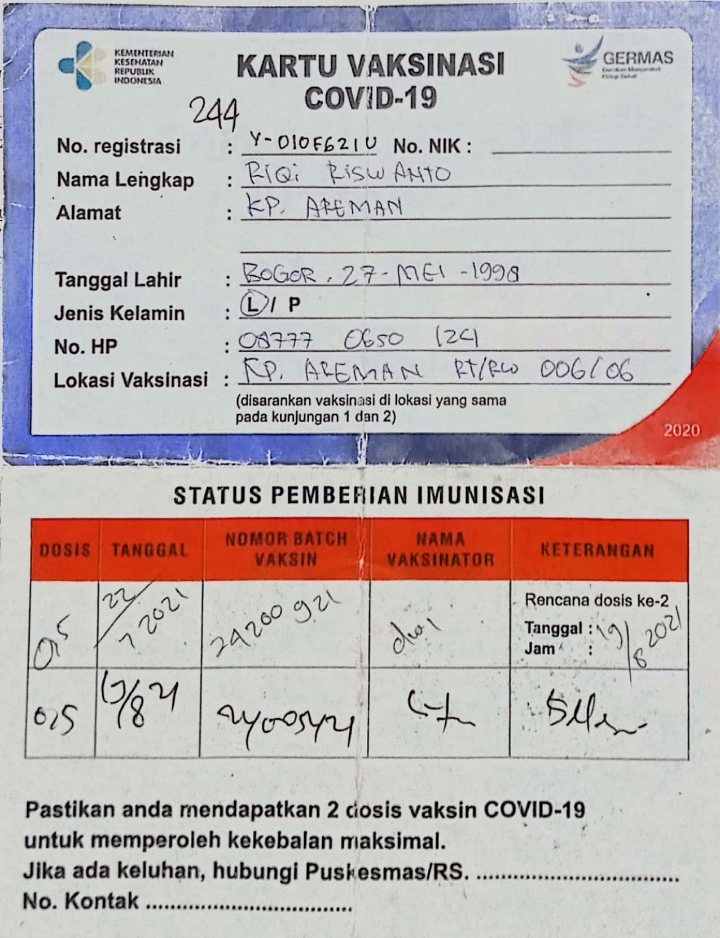 KEMENTERIAN
KESEHATAN
REPUBLIK
INDONESIA
KARTU VAKSINASI
COVID-19
GERMAS
Gerakan Masyarakat
Hidup Sehat
244
No. registrasi : Y-010F621U No. NIK :
Nama Lengkap : RIQi RISWANTO
Alamat : KP. AREMAN
Tanggal Lahir : BOGOR, 27-MEI-1998
Jenis Kelamin : L / P
No. HP : 08777 0650 124
Lokasi Vaksinasi : KP. AREMAN RT/RW 006/06
(disarankan vaksinasi di lokasi yang sama
pada kunjungan 1 dan 2)
2020
STATUS PEMBERIAN IMUNISASI
DOSIS TANGGAL NOMOR BATCH VAKSIN NAMA VAKSINATOR KETERANGAN
0,5 22/7 2021 24200921 dwi Rencana dosis ke-2
Tanggal : 19/8 2021
Jam :
0,5 /8 21
Pastikan anda mendapatkan 2 dosis vaksin COVID-19
untuk memperoleh kekebalan maksimal.
Jika ada keluhan, hubungi Puskesmas/RS. ................................
No. Kontak .................................